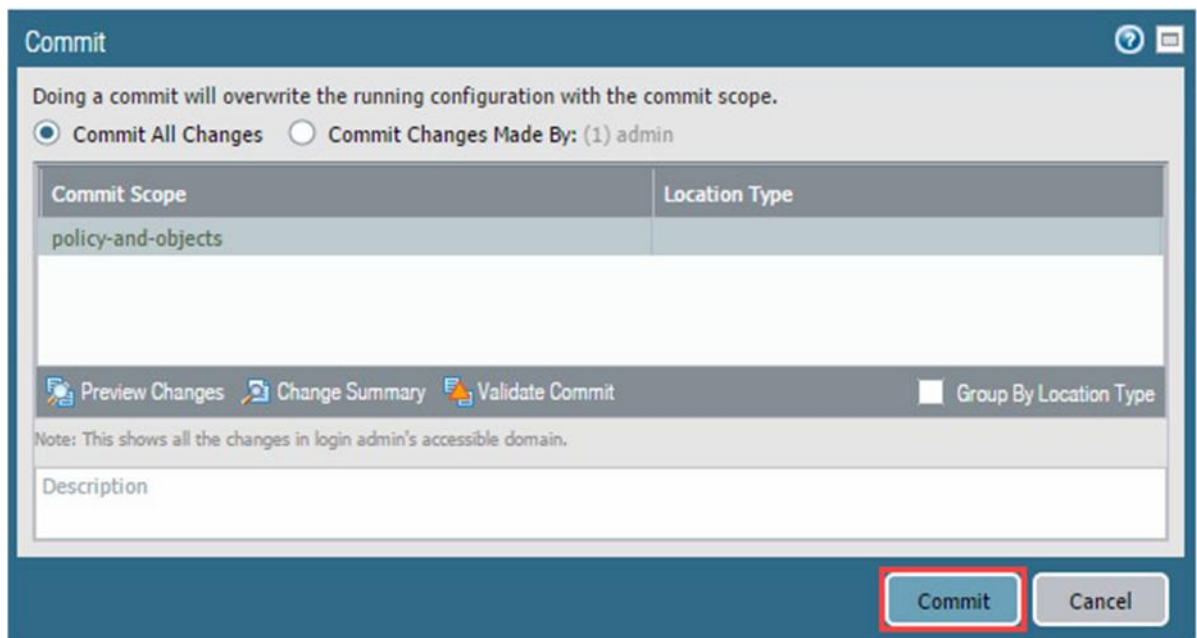 Commit
Doing a commit will overwrite the running configuration with the commit scope.
Commit All Changes Commit Changes Made By: (1) admin
Commit Scope Location Type
policy-and-objects
Preview Changes Change Summary Validate Commit Group By Location Type
Note: This shows all the changes in login admin's accessible domain.
Description
Commit Cancel